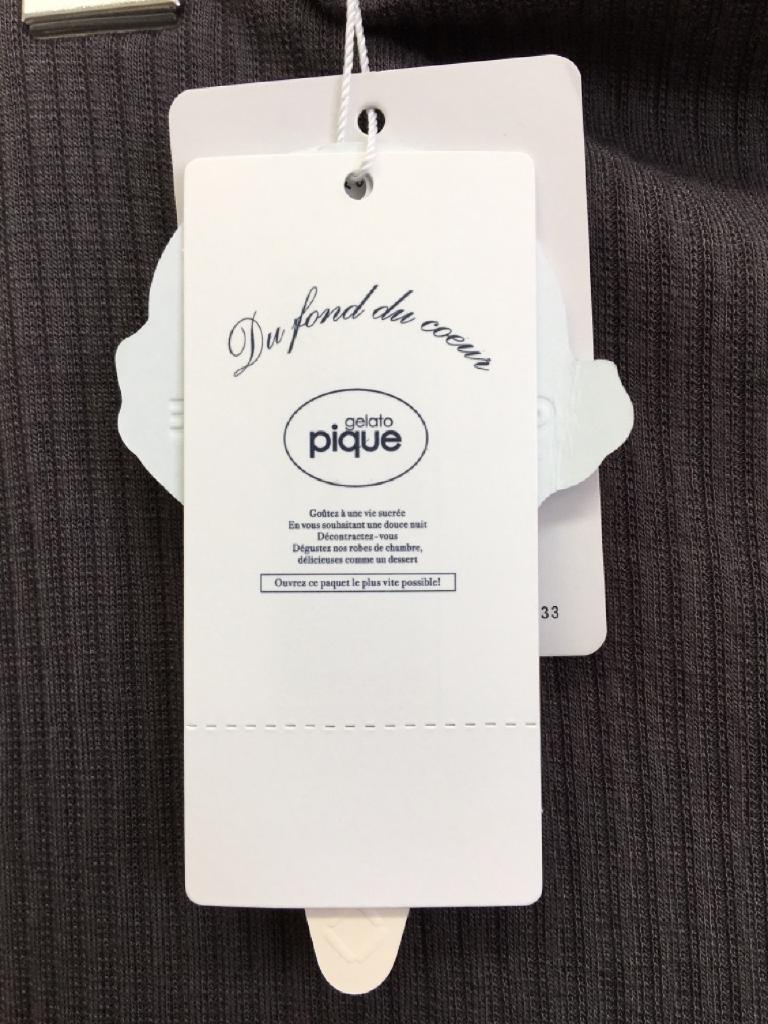 Du fond du coeur
gelato
pique
Goûtez à une vie sucrée
En vous souhaitant une douce nuit
Décontractez-vous
Dégustez nos robes de chambre,
délicieuses comme un dessert
Ouvrez ce paquet le plus vite possible!
33